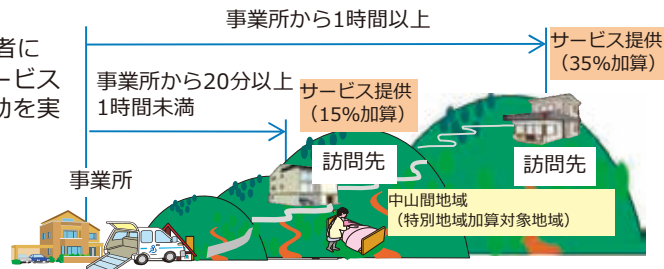 事業所から1時間以上
者に
ービス
動を実
サービス提供
（35%加算）
事業所から20分以上
1時間未満
サービス提供
（15%加算）
訪問先
訪問先
事業所
中山間地域
（特別地域加算対象地域）